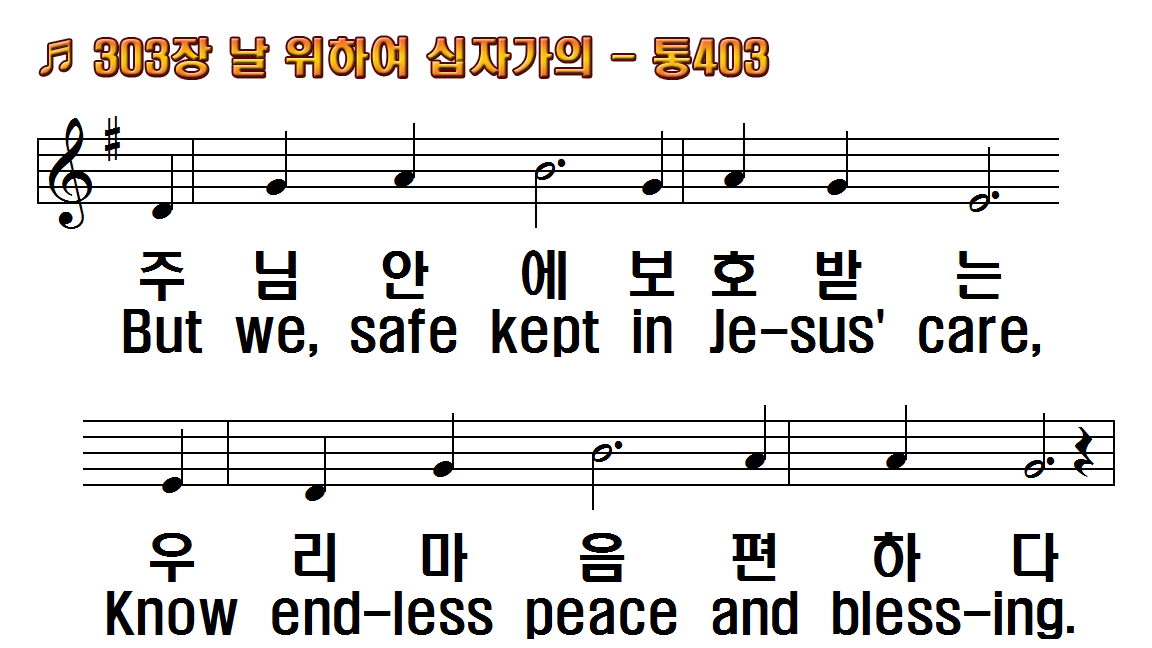 ♬ 303장 날 위하여 십자가의 - 통403
주 님 안 에 보 호 받 는
But we, safe kept in Je-sus' care,
우 리 마 음 편 하 다
Know end-less peace and bless-ing.